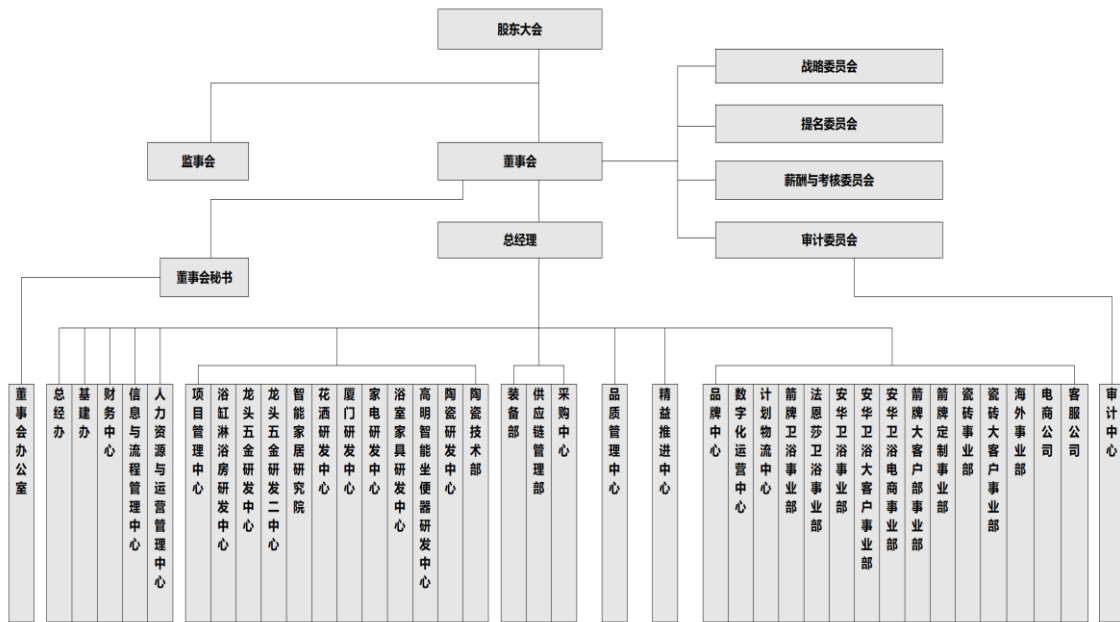 股东大会
战略委员会
提名委员会
监事会
董事会
薪酬与考核委员会
总经理
审计委员会
董事会秘书
董事会办公室
总经办
基建办
财务中心
信息与流程管理中心
人力资源与运营管理中心
项目管理中心
浴缸淋浴房研发中心
龙头五金研发中心
龙头五金研发二中心
智能家居研究院
花洒研发中心
厦门研发中心
家电研发中心
浴室家具研发中心
高明智能坐便器研发中心
陶瓷研发中心
陶瓷技术部
装备部
供应链管理部
采购中心
品质管理中心
精益推进中心
品牌中心
数字化运营中心
计划物流中心
箭牌卫浴事业部
法恩莎卫浴事业部
安华卫浴事业部
安华卫浴大客户事业部
安华卫浴电商事业部
箭牌大客户部事业部
箭牌定制事业部
瓷砖事业部
瓷砖大客户事业部
海外事业部
电商公司
客服公司
审计中心